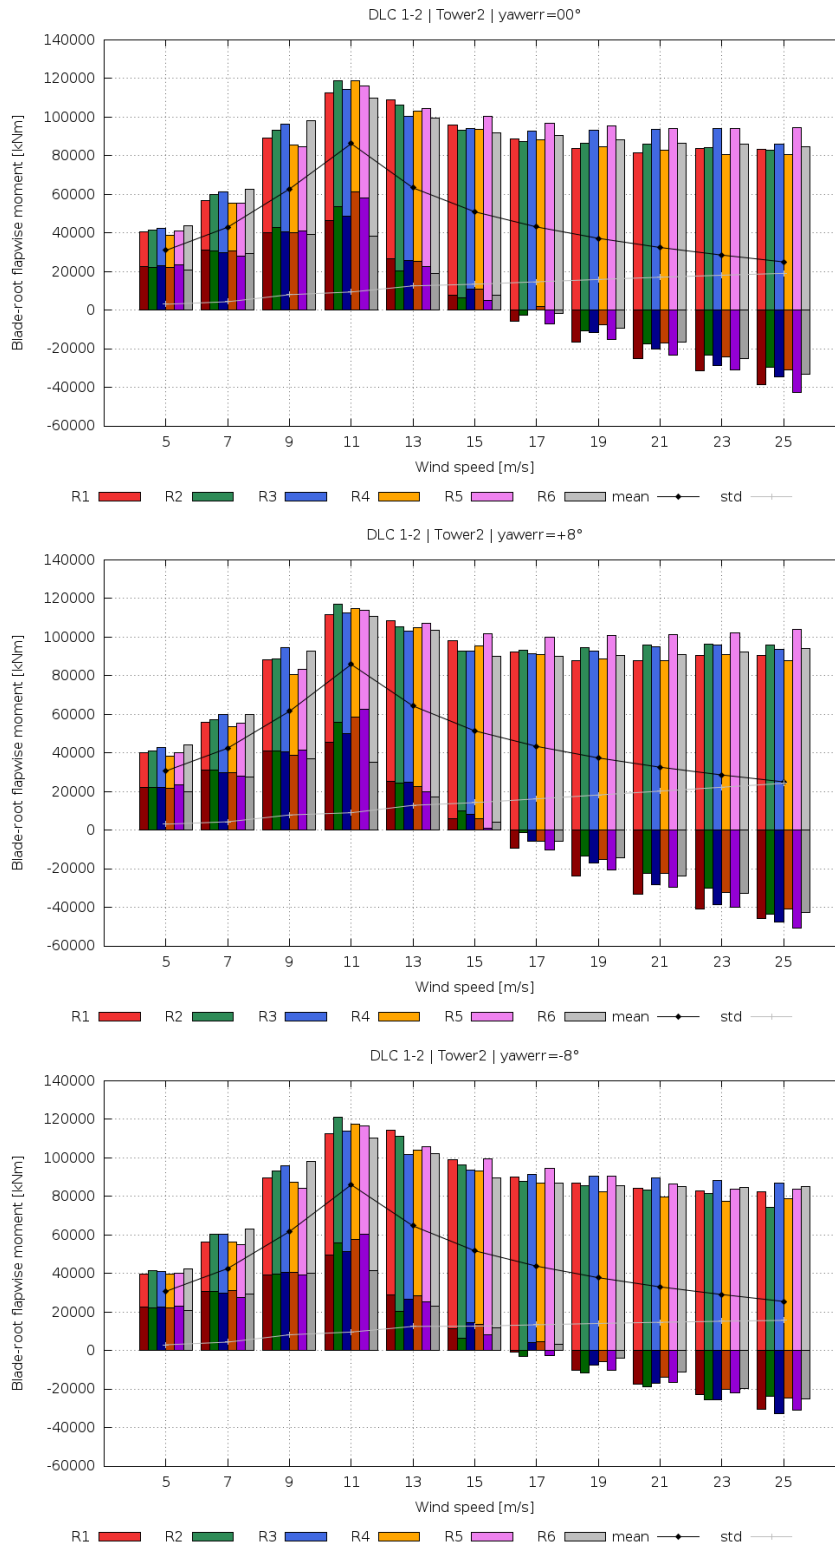 DLC 1-2 | Tower2 | yawerr=00°
140000
120000
100000
80000
60000
40000
20000
0
-20000
-40000
-60000
Blade-root flapwise moment [kNm]
5 7 9 11 13 15 17 19 21 23 25
Wind speed [m/s]
R1 R2 R3 R4 R5 R6 mean std
DLC 1-2 | Tower2 | yawerr=+8°
140000
120000
100000
80000
60000
40000
20000
0
-20000
-40000
-60000
Blade-root flapwise moment [kNm]
5 7 9 11 13 15 17 19 21 23 25
Wind speed [m/s]
R1 R2 R3 R4 R5 R6 mean std
DLC 1-2 | Tower2 | yawerr=-8°
140000
120000
100000
80000
60000
40000
20000
0
-20000
-40000
-60000
Blade-root flapwise moment [kNm]
5 7 9 11 13 15 17 19 21 23 25
Wind speed [m/s]
R1 R2 R3 R4 R5 R6 mean std